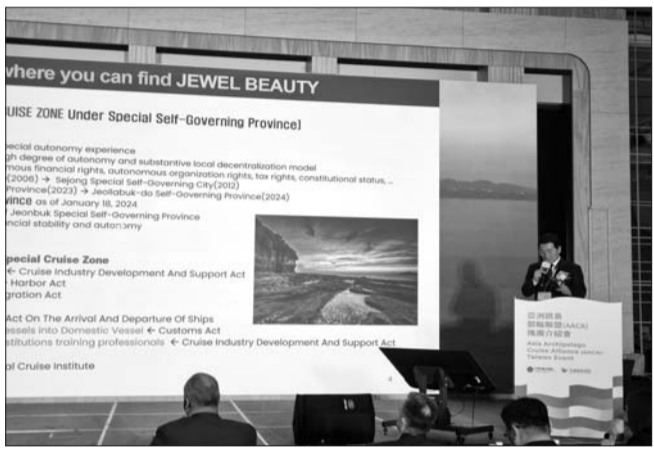 where you can find JEWEL BEAUTY
UISE ZONE Under Special Self-Governing Province]
ecial autonomy experience
gh degree of autonomy and substantive local decentralization model
mous financial rights, autonomous organization rights, tax rights, constitutional status, ...
(2006) → Sejong Special Self-Governing City(2012)
Province(2023) → Jeollabuk-do Self-Governing Province(2024)
vince as of January 18, 2024
Jeonbuk Special Self-Governing Province
ncial stability and autonomy
pecial Cruise Zone
← Cruise Industry Development And Support Act
Harbor Act
gration Act
Act On The Arrival And Departure Of Ships
essels into Domestic Vessel ← Customs Act
stitutions training professionals ← Cruise Industry Development And Support Act
al Cruise Institute
亞洲群島
郵輪聯盟(AACA)
推廣介紹會
Asia Archipelago
Cruise Alliance (AACA)
Taiwan Event